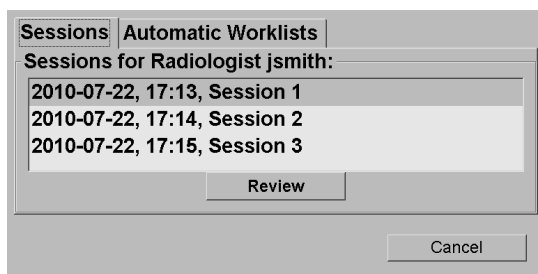 Sessions Automatic Worklists
Sessions for Radiologist jsmith:
2010-07-22, 17:13, Session 1
2010-07-22, 17:14, Session 2
2010-07-22, 17:15, Session 3
Review
Cancel